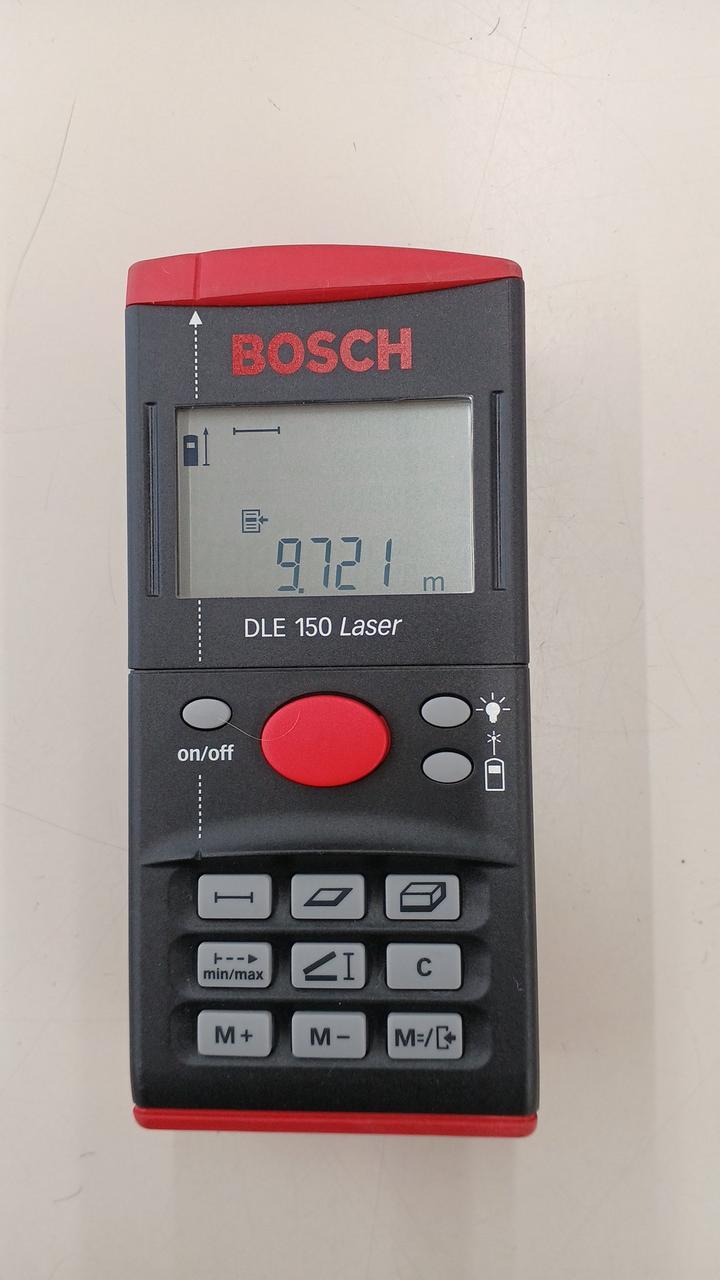 BOSCH
9.721 m
DLE 150 Laser
on/off
min/max
C
M+ M− M=/